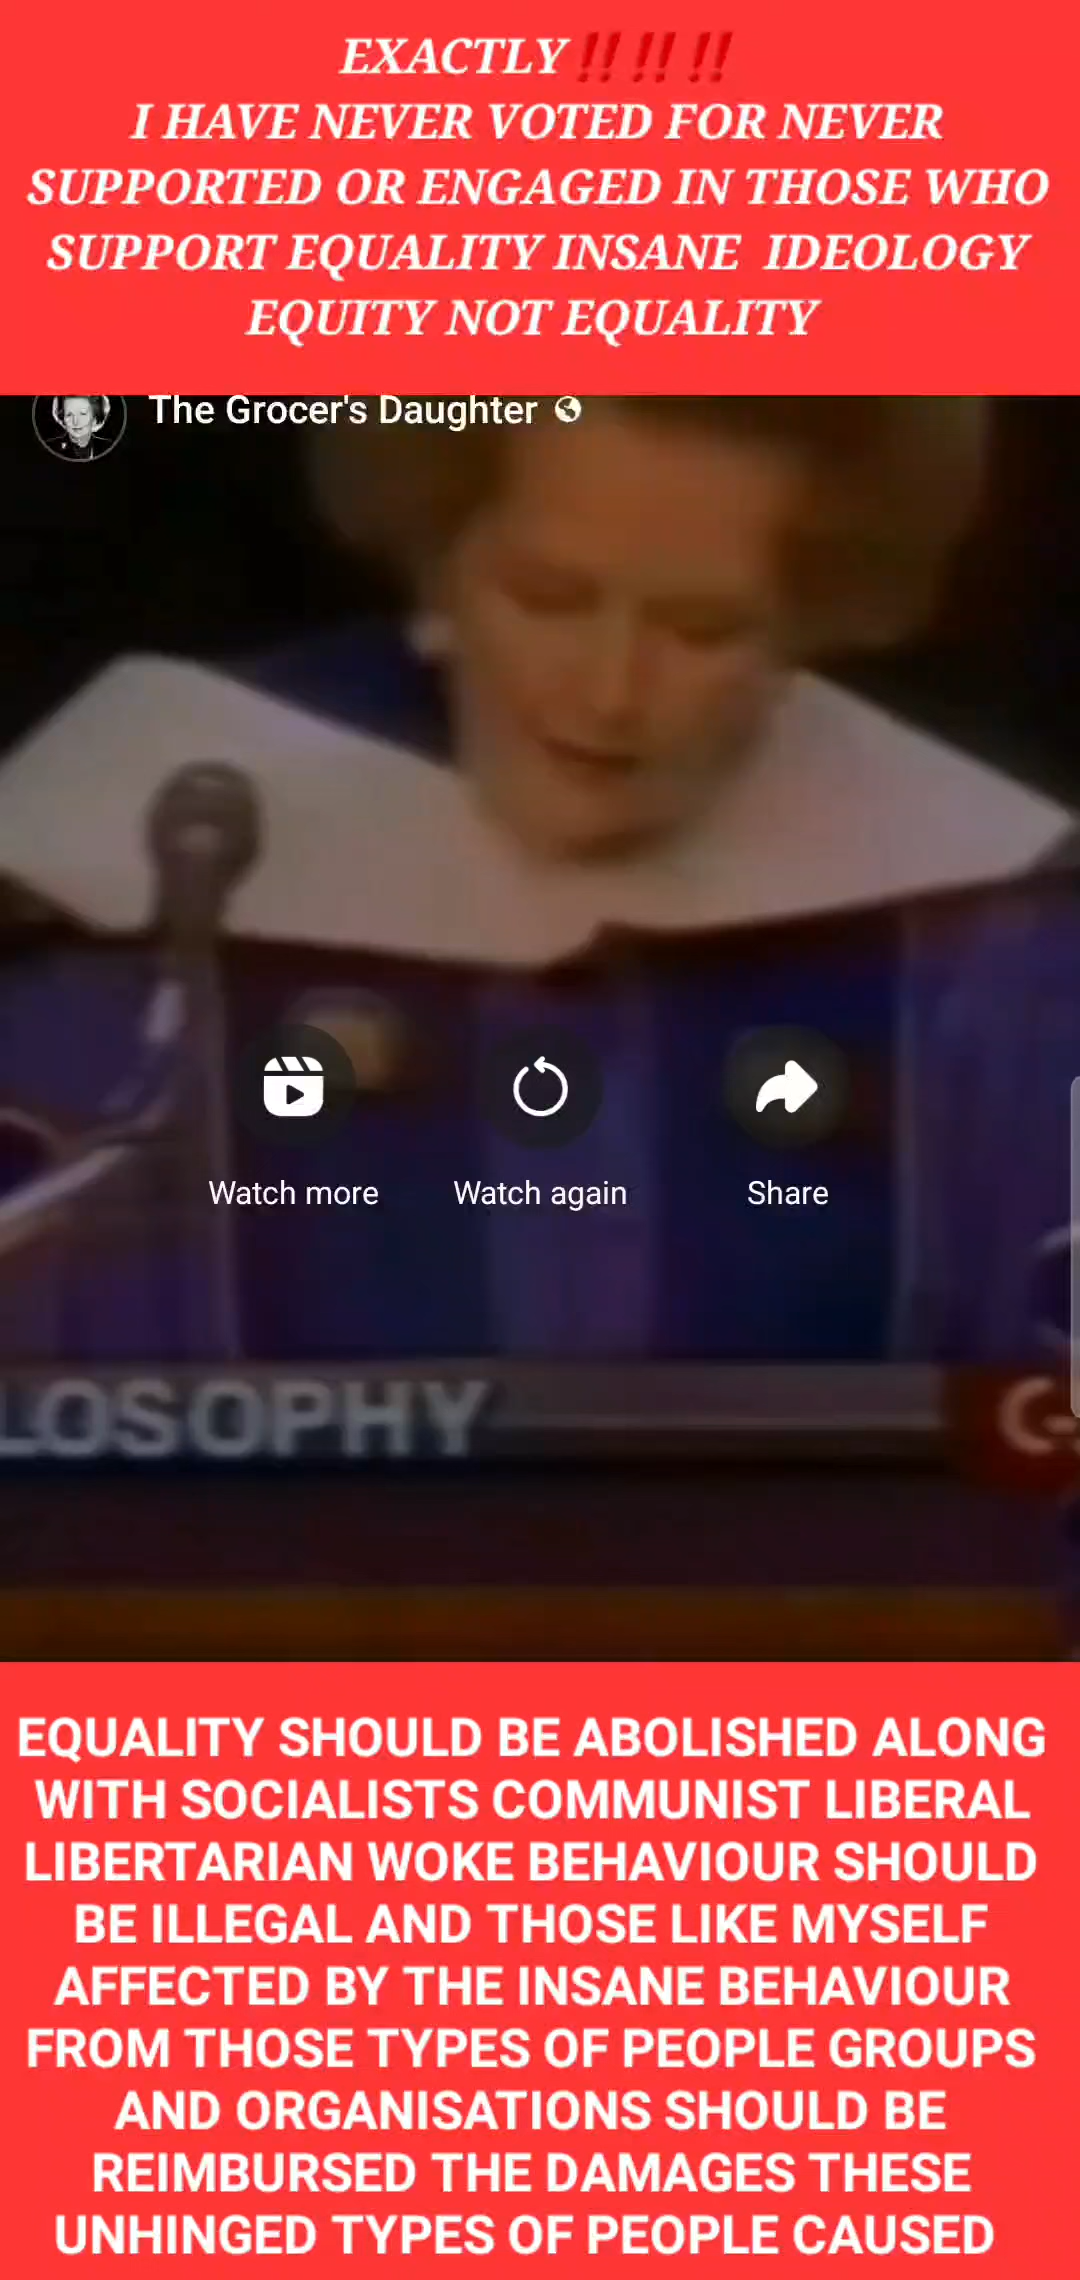 EXACTLY‼️‼️‼️
I HAVE NEVER VOTED FOR NEVER
SUPPORTED OR ENGAGED IN THOSE WHO
SUPPORT EQUALITY INSANE IDEOLOGY
EQUITY NOT EQUALITY
The Grocer's Daughter
Watch more
Watch again
Share
LOSOPHY
EQUALITY SHOULD BE ABOLISHED ALONG
WITH SOCIALISTS COMMUNIST LIBERAL
LIBERTARIAN WOKE BEHAVIOUR SHOULD
BE ILLEGAL AND THOSE LIKE MYSELF
AFFECTED BY THE INSANE BEHAVIOUR
FROM THOSE TYPES OF PEOPLE GROUPS
AND ORGANISATIONS SHOULD BE
REIMBURSED THE DAMAGES THESE
UNHINGED TYPES OF PEOPLE CAUSED